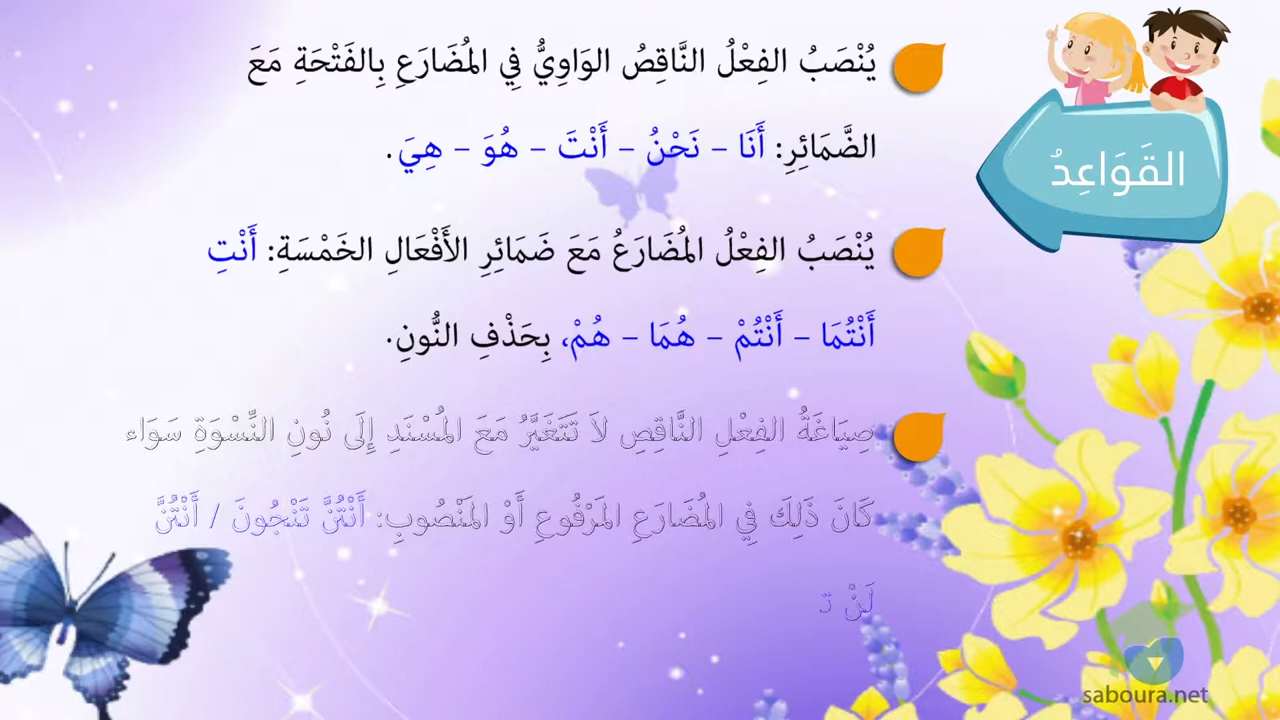 القَوَاعِدُ
يُنْصَبُ الفِعْلُ النَّاقِصُ الوَاوِيُّ فِي المُضَارَعِ بِالفَتْحَةِ مَعَ
الضَّمَائِرِ: أَنَا – نَحْنُ – أَنْتَ – هُوَ – هِيَ.
يُنْصَبُ الفِعْلُ المُضَارَعُ مَعَ ضَمَائِرِ الأَفْعَالِ الخَمْسَةِ: أَنْتِ
أَنْتُمَا – أَنْتُمْ – هُمَا – هُمْ، بِحَذْفِ النُّونِ.
صِيَاغَةُ الفِعْلِ النَّاقِصِ لاَ تَتَغَيَّرُ مَعَ المُسْنَدِ إِلَى نُونِ النِّسْوَةِ سَوَاء
كَانَ ذَلِكَ فِي المُضَارَعِ المَرْفُوعِ أَوْ المَنْصُوبِ: أَنْتُنَّ تَنْجُونَ / أَنْتُنَّ
لَنْ ت
saboura.net